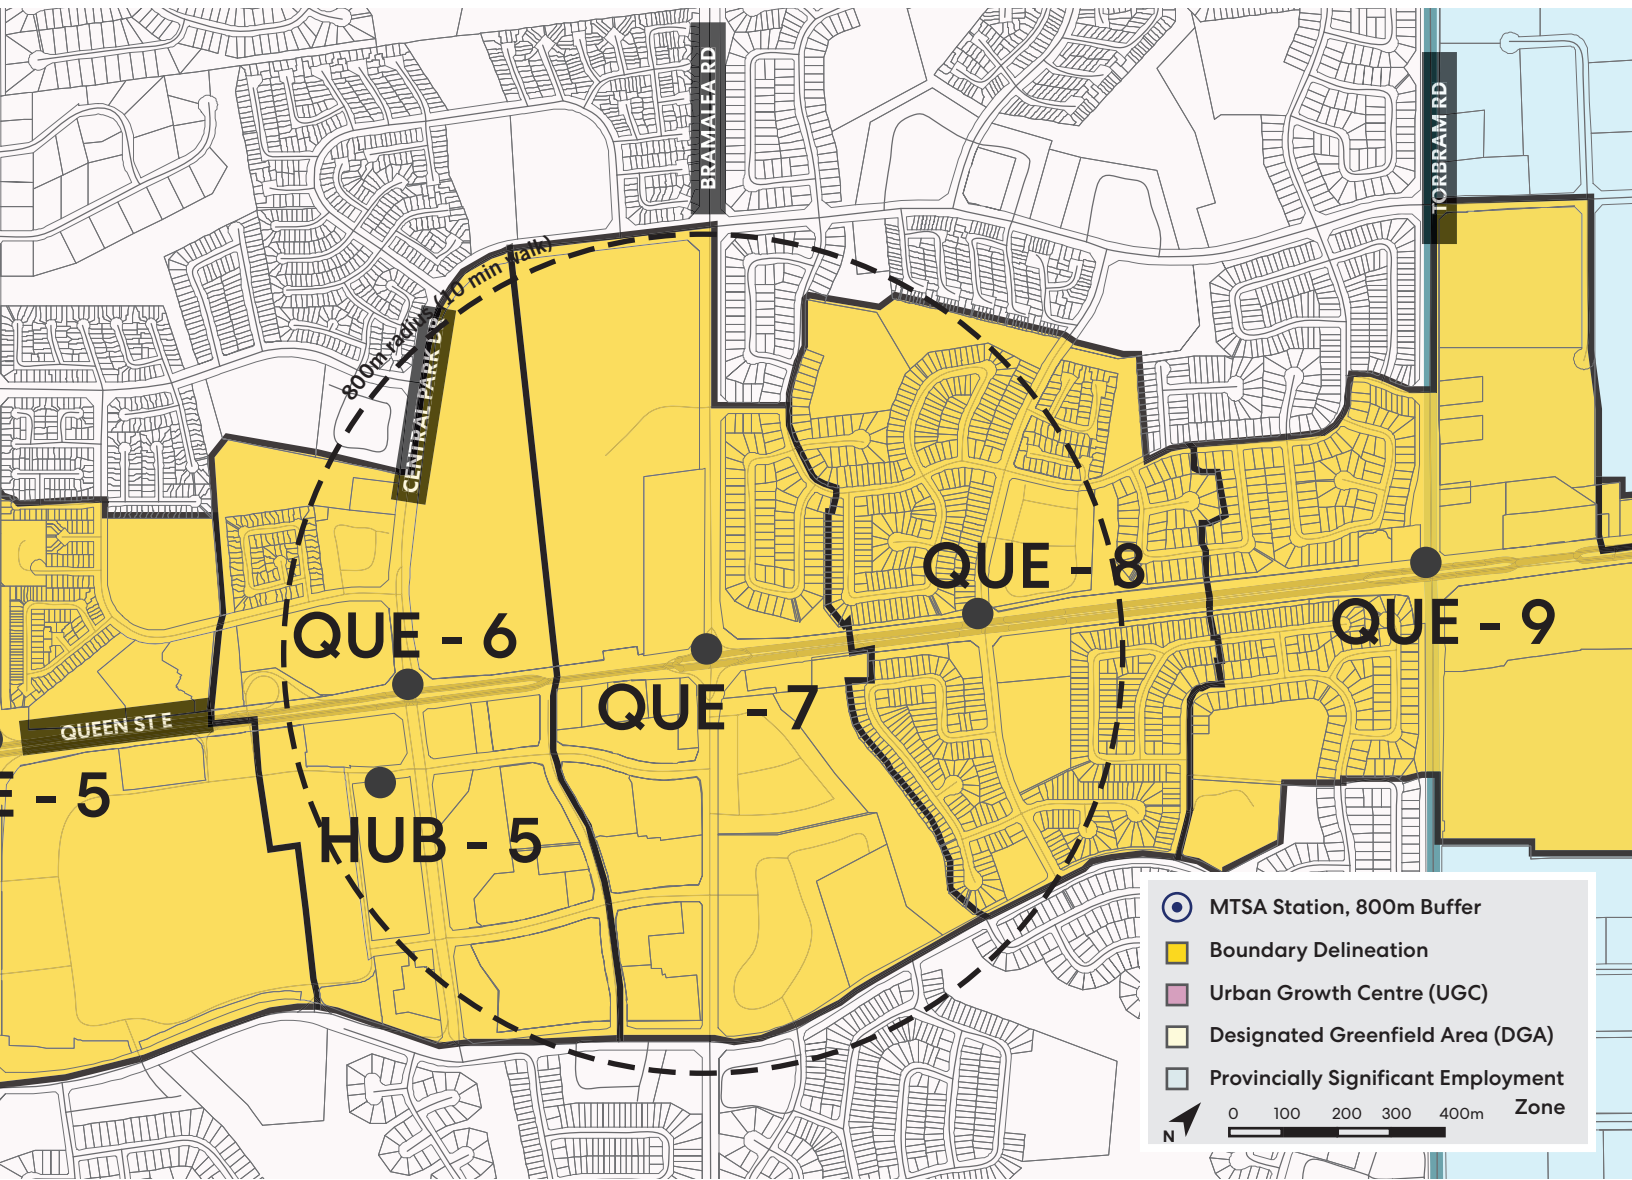 BRAMALEA RD
TORBRAM RD
800m radius (10 min walk)
CENTRAL PARK DR
QUE - 8
QUE - 6
QUE - 9
QUE - 7
QUEEN ST E
E - 5
HUB - 5
MTSA Station, 800m Buffer
Boundary Delineation
Urban Growth Centre (UGC)
Designated Greenfield Area (DGA)
Provincially Significant Employment
Zone
0 100 200 300 400m
N